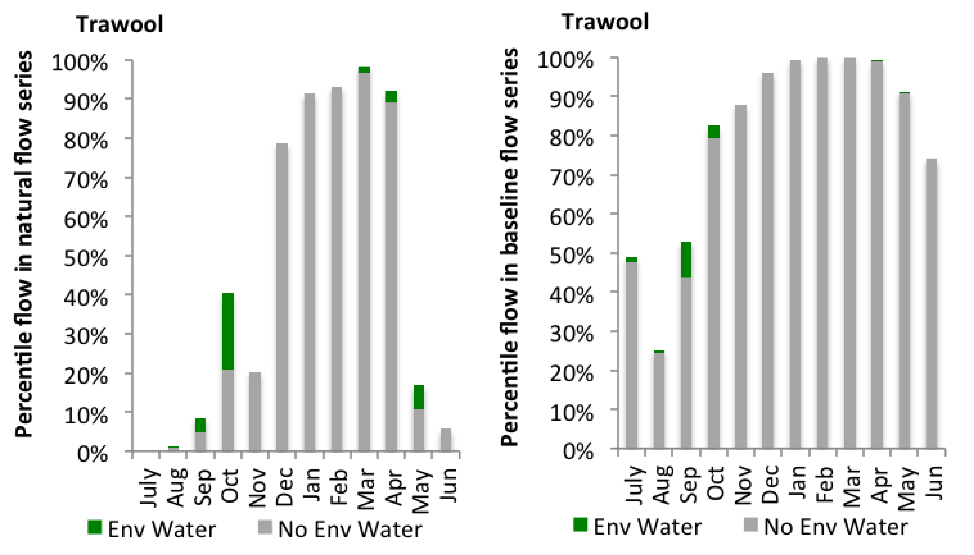 Trawool
Percentile flow in natural flow series
100%
90%
80%
70%
60%
50%
40%
30%
20%
10%
0%
July Aug Sep Oct Nov Dec Jan Feb Mar Apr May Jun
Env Water No Env Water
Trawool
Percentile flow in baseline flow series
100%
90%
80%
70%
60%
50%
40%
30%
20%
10%
0%
July Aug Sep Oct Nov Dec Jan Feb Mar Apr May Jun
Env Water No Env Water